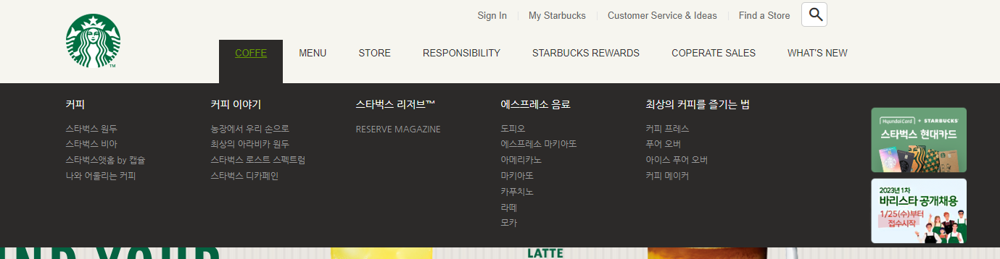 Sign In
My Starbucks
Customer Service & Ideas
Find a Store
TM
COFFE
MENU
STORE
RESPONSIBILITY
STARBUCKS REWARDS
COPERATE SALES
WHAT'S NEW
커피
스타벅스 원두
스타벅스 비아
스타벅스앳홈 by 캡슐
나와 어울리는 커피
커피 이야기
농장에서 우리 손으로
최상의 아라비카 원두
스타벅스 로스트 스펙트럼
스타벅스 디카페인
스타벅스 리저브™
RESERVE MAGAZINE
에스프레소 음료
도피오
에스프레소 마키아또
아메리카노
마키아또
카푸치노
라떼
모카
최상의 커피를 즐기는 법
커피 프레스
푸어 오버
아이스 푸어 오버
커피 메이커
Hyundai Card + STARBUCKS
스타벅스 현대카드
2023년 1차
바리스타 공개채용
1/25(수)부터
접수시작
LATTE